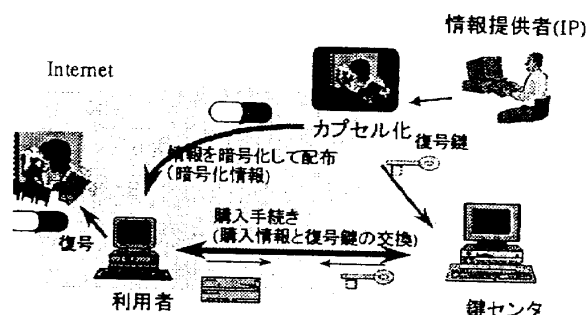 情報提供者(IP)
Internet
カプセル化
復号鍵
情報を暗号化して配布
(暗号化情報)
購入手続き
(購入情報と復号鍵の交換)
復号
利用者
鍵センタ